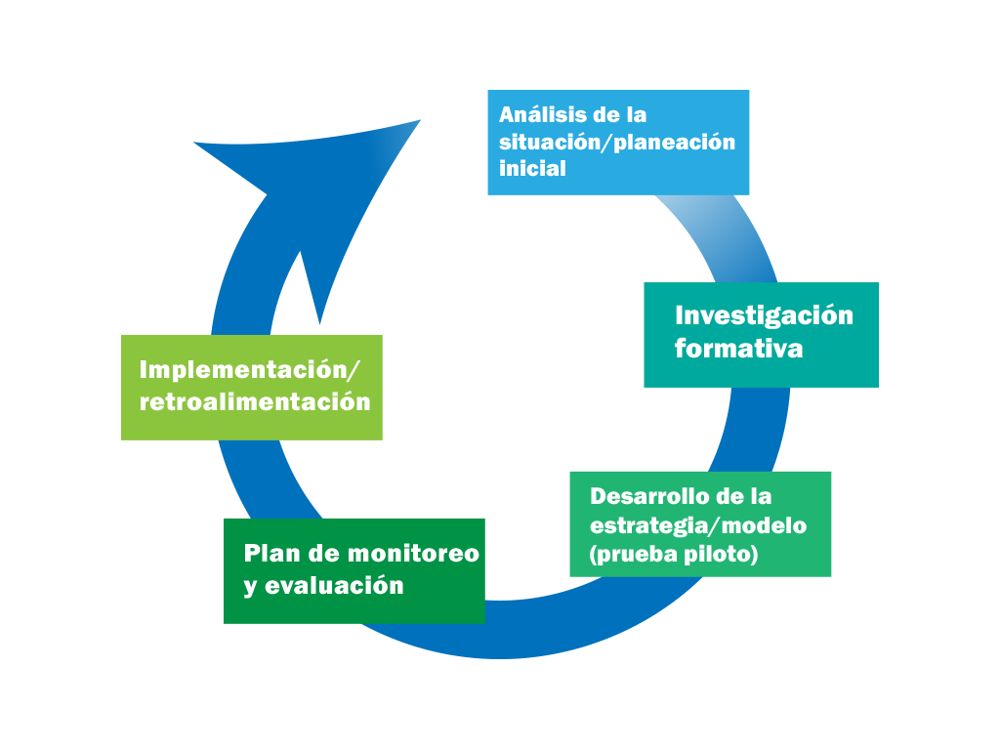 Análisis de la
situación/planeación
inicial
Investigación
formativa
Desarrollo de la
estrategia/modelo
(prueba piloto)
Plan de monitoreo
y evaluación
Implementación/
retroalimentación